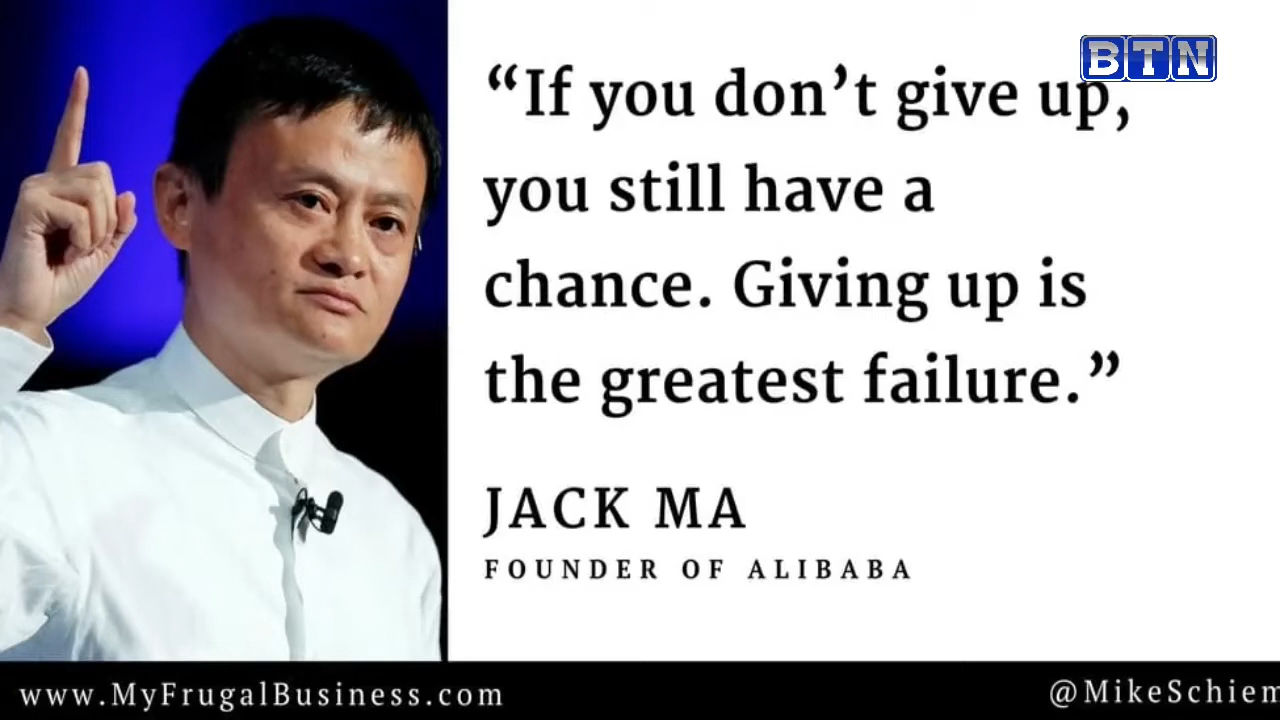 BTN
“If you don’t give up,
you still have a
chance. Giving up is
the greatest failure.”
JACK MA
FOUNDER OF ALIBABA
www.MyFrugalBusiness.com
@MikeSchiem